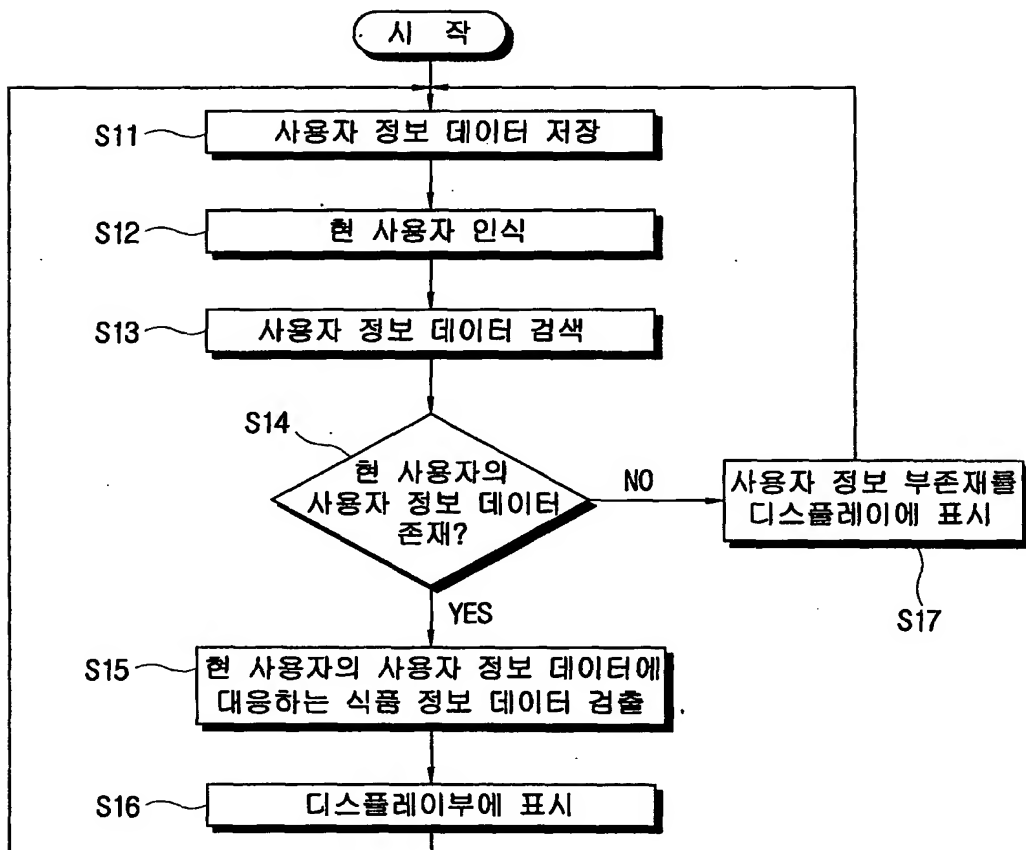 시 작
S11
사용자 정보 데이터 저장
S12
현 사용자 인식
S13
사용자 정보 데이터 검색
S14
현 사용자의
사용자 정보 데이터
존재?
NO
사용자 정보 부존재를
디스플레이에 표시
S17
YES
S15
현 사용자의 사용자 정보 데이터에
대응하는 식품 정보 데이터 검출
S16
디스플레이부에 표시